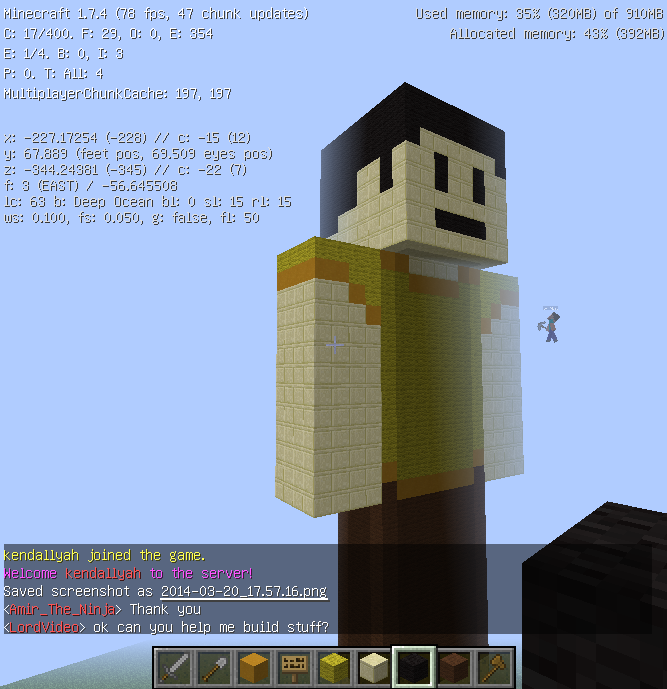 Minecraft 1.7.4 (78 fps, 47 chunk updates)
C: 17/400. F: 29, O: 0, E: 354
E: 1/4. B: 0, I: 3
P: 0. T: All: 4
MultiplayerChunkCache: 197, 197
Used memory: 35% (320MB) of 910MB
Allocated memory: 43% (392MB)
x: -227.17254 (-228) // c: -15 (12)
y: 67.889 (feet pos, 69.509 eyes pos)
z: -344.24381 (-345) // c: -22 (7)
f: 3 (EAST) / -56.645508
lc: 63 b: Deep Ocean bl: 0 sl: 15 rl: 15
ws: 0.100, fs: 0.050, g: false, fl: 50
kendallyah joined the game.
Welcome kendallyah to the server!
Saved screenshot as 2014-03-20_17.57.16.png
<Amir_The_Ninja> Thank you
<LordVideo> ok can you help me build stuff?